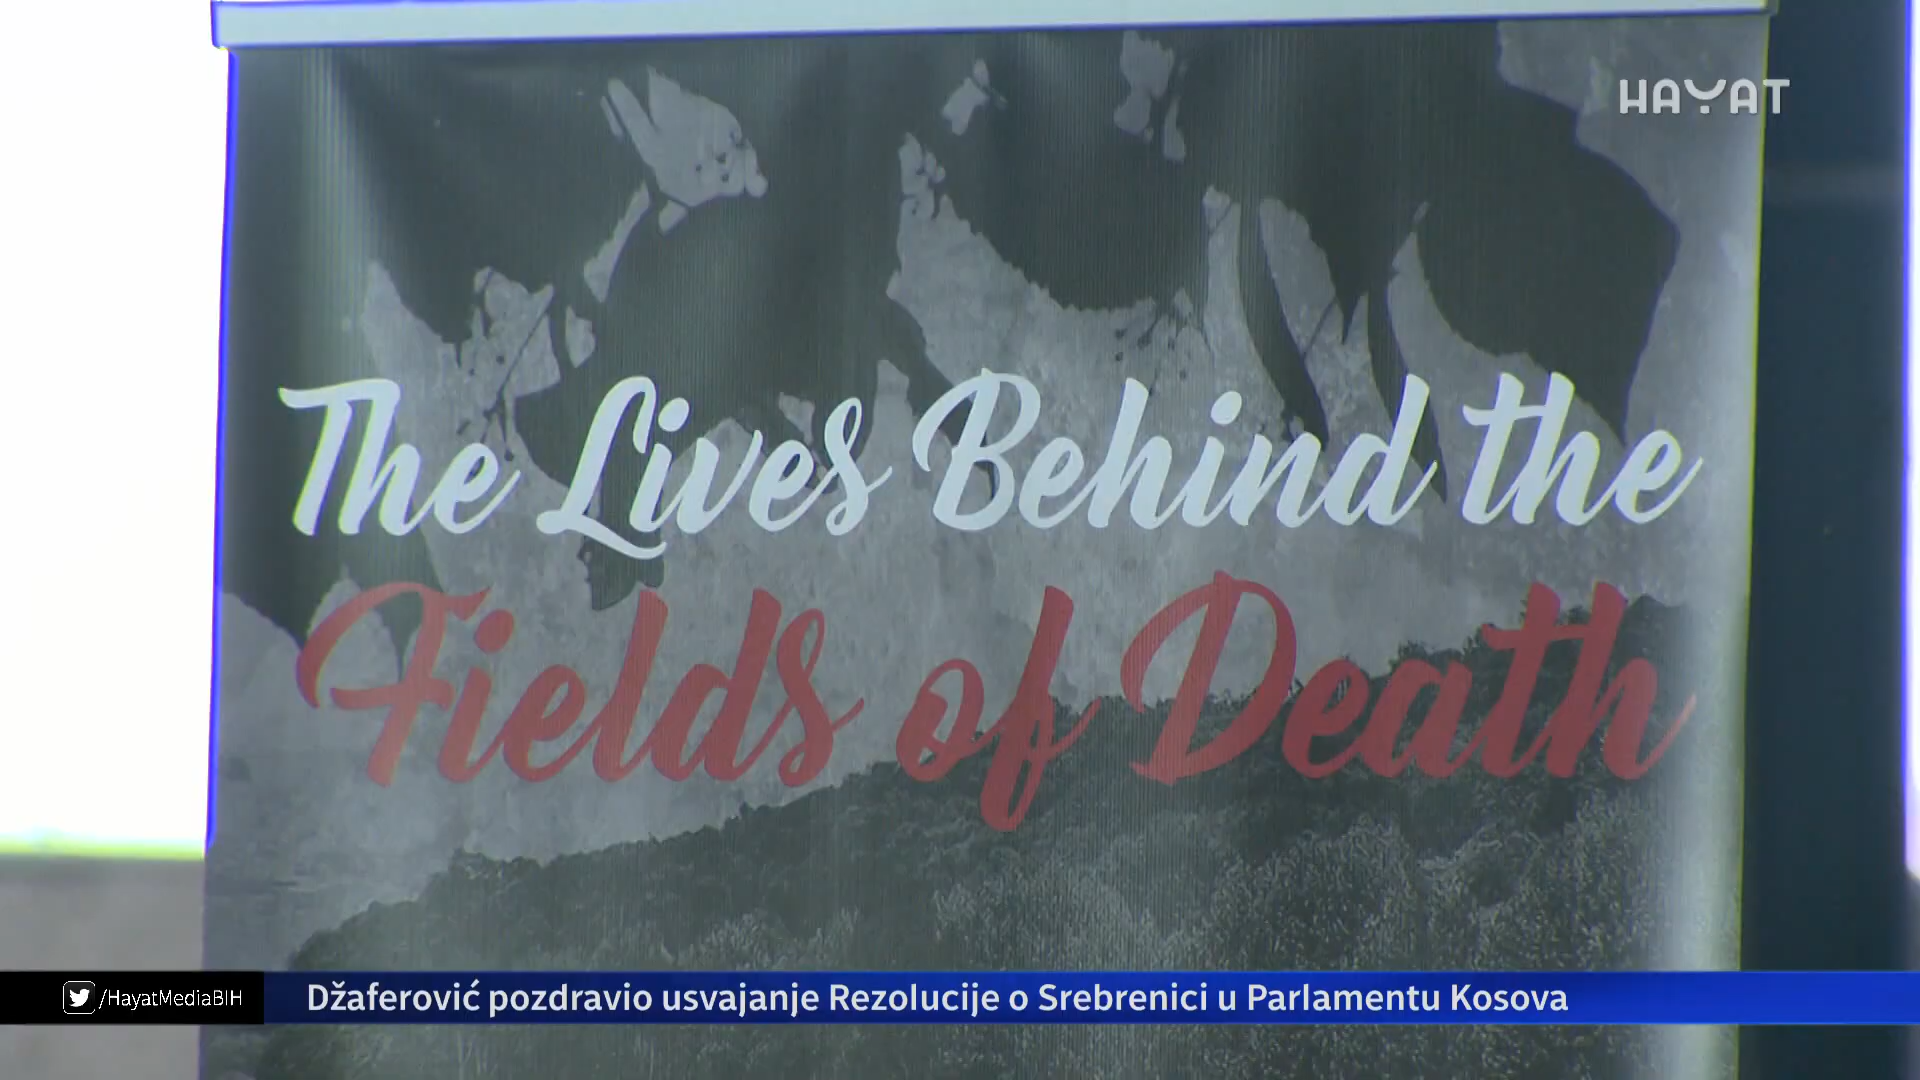 HAYAT
The Lives Behind the
Fields of Death
/HayatMediaBIH
Džaferović pozdravio usvajanje Rezolucije o Srebrenici u Parlamentu Kosova